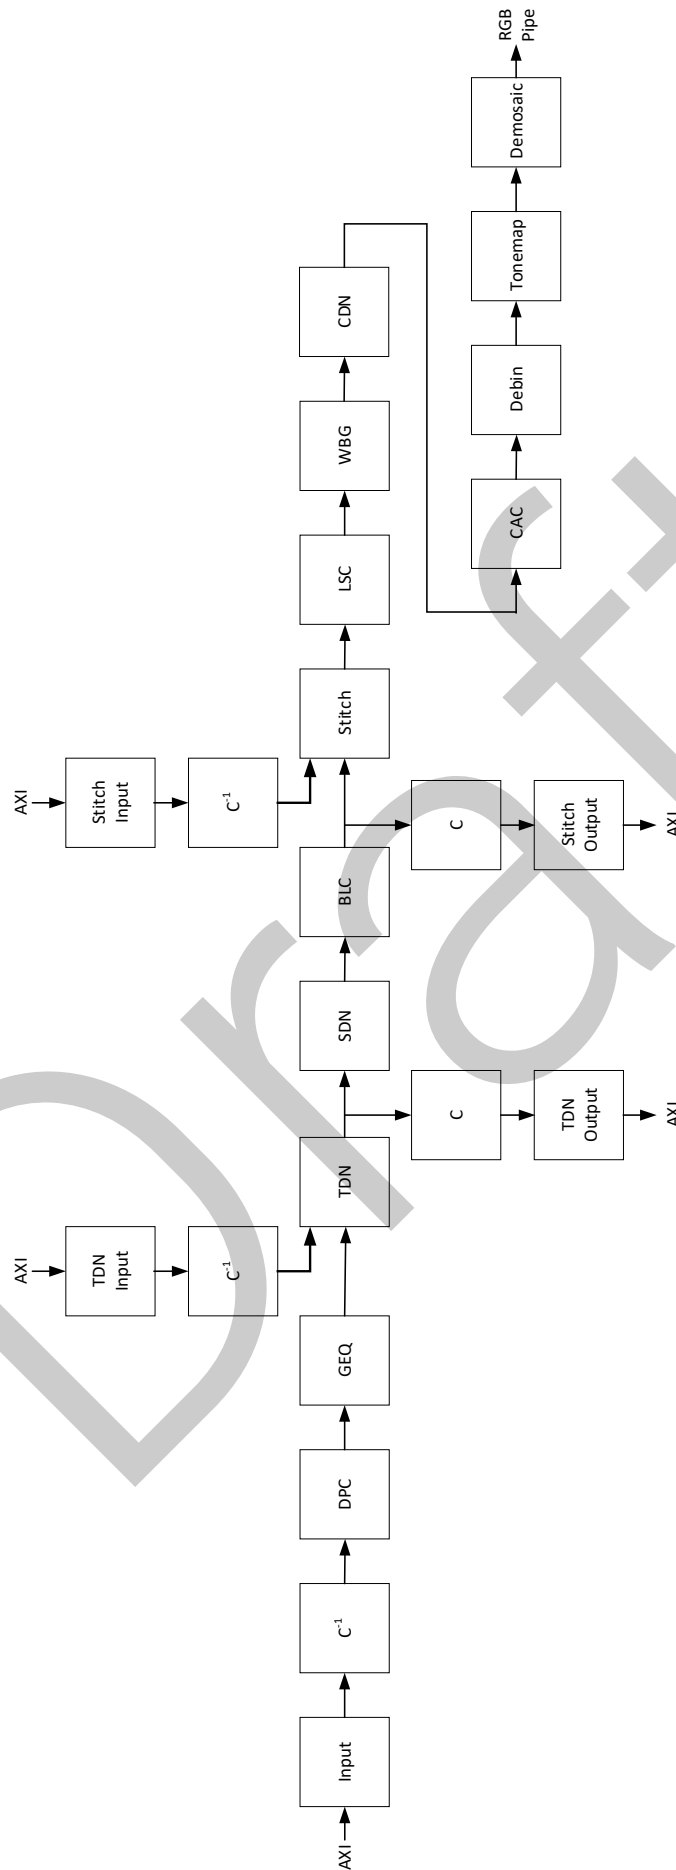 AXI
Input
C⁻¹
DPC
GEQ
AXI
TDN
Input
C⁻¹
TDN
C
TDN
Output
AXI
SDN
BLC
C
Stitch
Output
AXI
AXI
Stitch
Input
C⁻¹
Stitch
LSC
WBG
CDN
CAC
Debin
Tonemap
Demosaic
RGB
Pipe
Draft